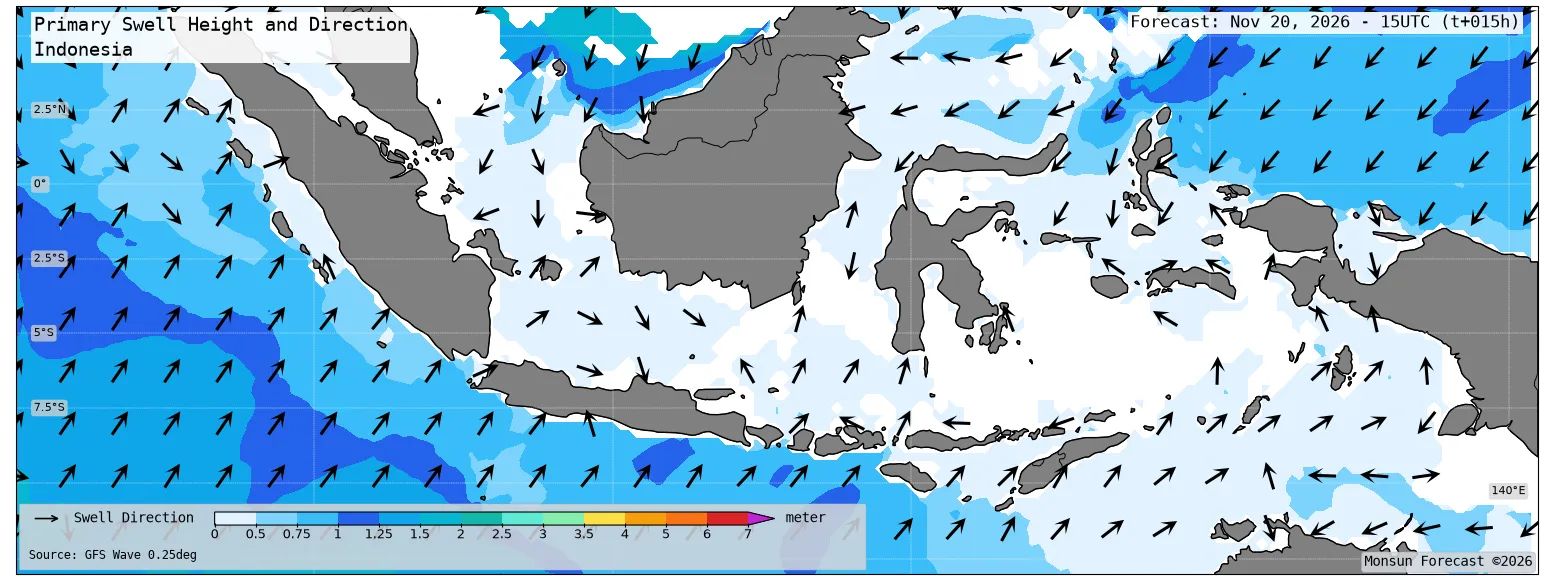 Primary Swell Height and Direction
Indonesia
Forecast: Nov 20, 2026 - 15UTC (t+015h)
2.5°N
0°
2.5°S
5°S
7.5°S
140°E
Swell Direction
0 0.5 0.75 1 1.25 1.5 2 2.5 3 3.5 4 5 6 7
meter
Source: GFS Wave 0.25deg
Monsun Forecast ©2026